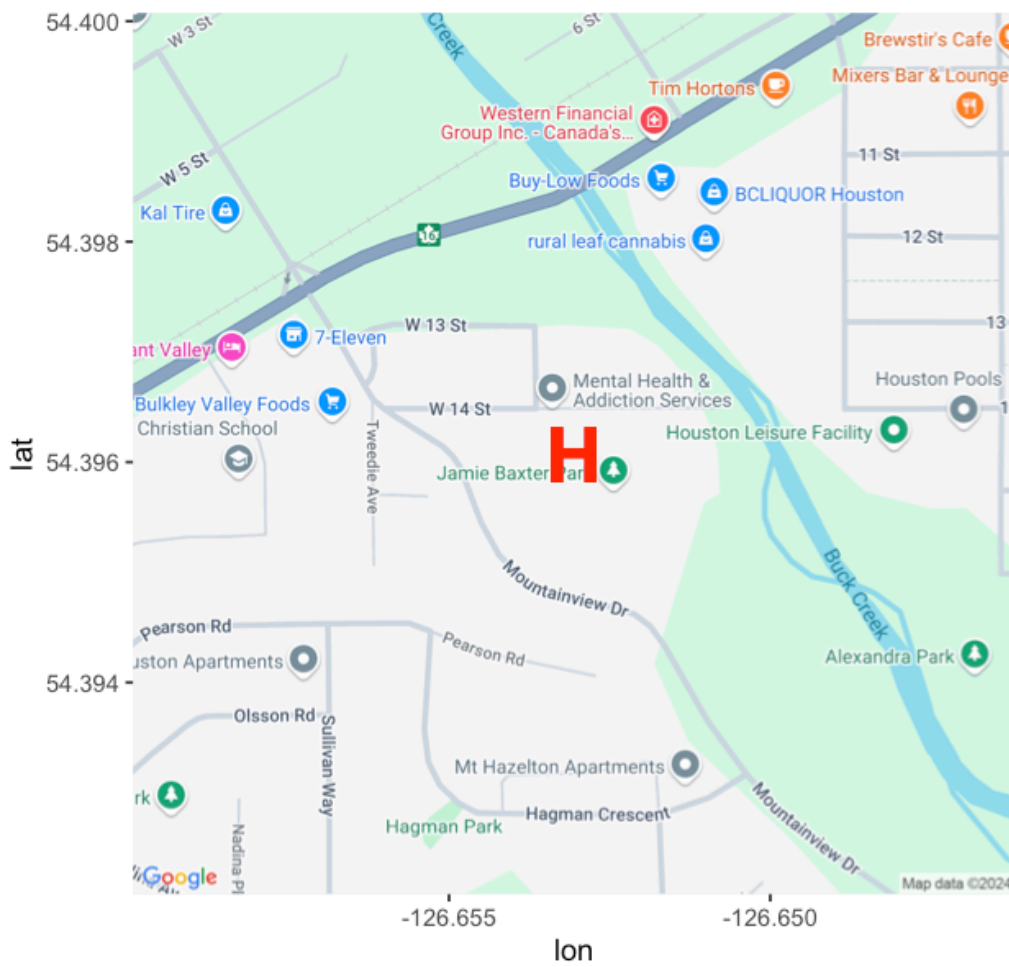 54.400
W 3 St
Creek
6 St
Brewstir's Cafe
Mixers Bar & Lounge
Tim Hortons
Western Financial
Group Inc. - Canada's...
11 St
W 5 St
Buy-Low Foods
BCLIQUOR Houston
Kal Tire
16
rural leaf cannabis
12 St
54.398
W 13 St
13
7-Eleven
ant Valley
Mental Health &
Addiction Services
Houston Pools
Bulkley Valley Foods
W 14 St
1
Christian School
Tweedie Ave
Houston Leisure Facility
H
lat
54.396
Jamie Baxter Park
Mountainview Dr
Buck Creek
Pearson Rd
Pearson Rd
uston Apartments
Alexandra Park
54.394
Olsson Rd
Sullivan Way
Mt Hazelton Apartments
rk
Hagman Crescent
Mountainview Dr
Hagman Park
Nadina Pl
Google
Map data ©2024
-126.655
-126.650
lon